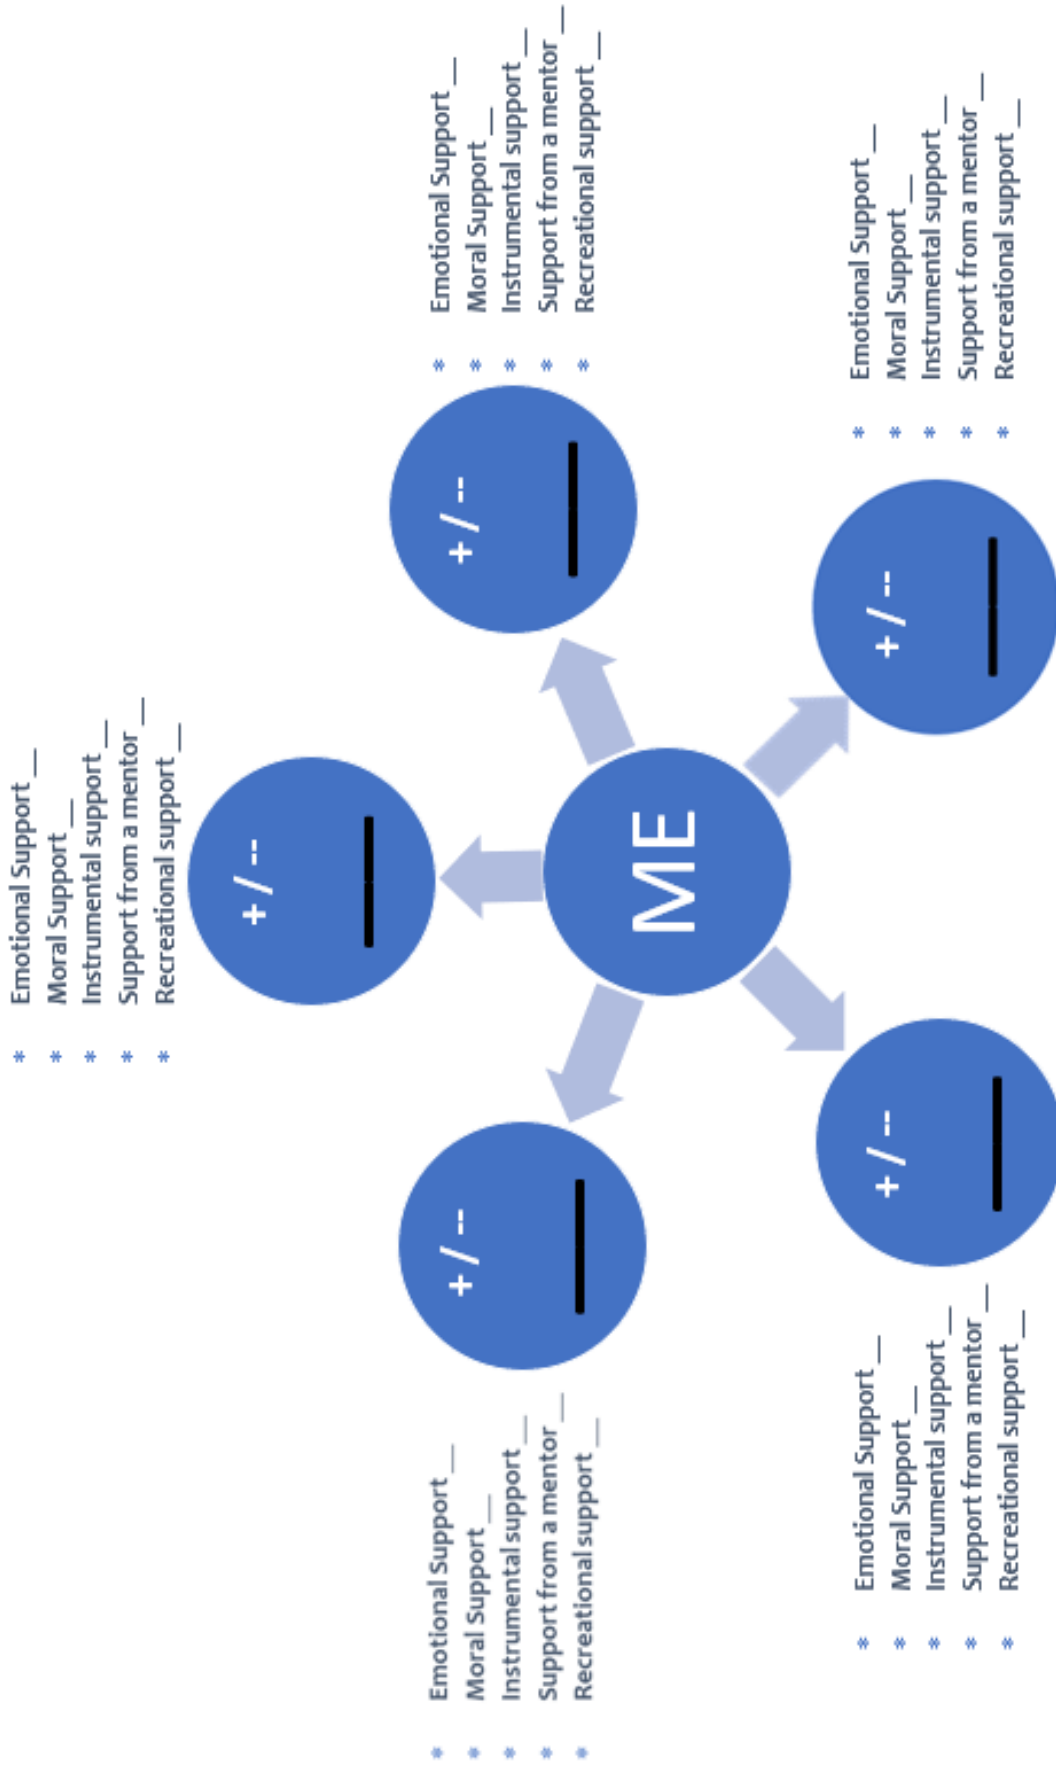 * Emotional Support __
* Moral Support __
* Instrumental support __
* Support from a mentor __
* Recreational support __
+ / --
* Emotional Support __
* Moral Support __
* Instrumental support __
* Support from a mentor __
* Recreational support __
+ / --
* Emotional Support __
* Moral Support __
* Instrumental support __
* Support from a mentor __
* Recreational support __
+ / --
ME
* Emotional Support __
* Moral Support __
* Instrumental support __
* Support from a mentor __
* Recreational support __
+ / --
* Emotional Support __
* Moral Support __
* Instrumental support __
* Support from a mentor __
* Recreational support __
+ / --